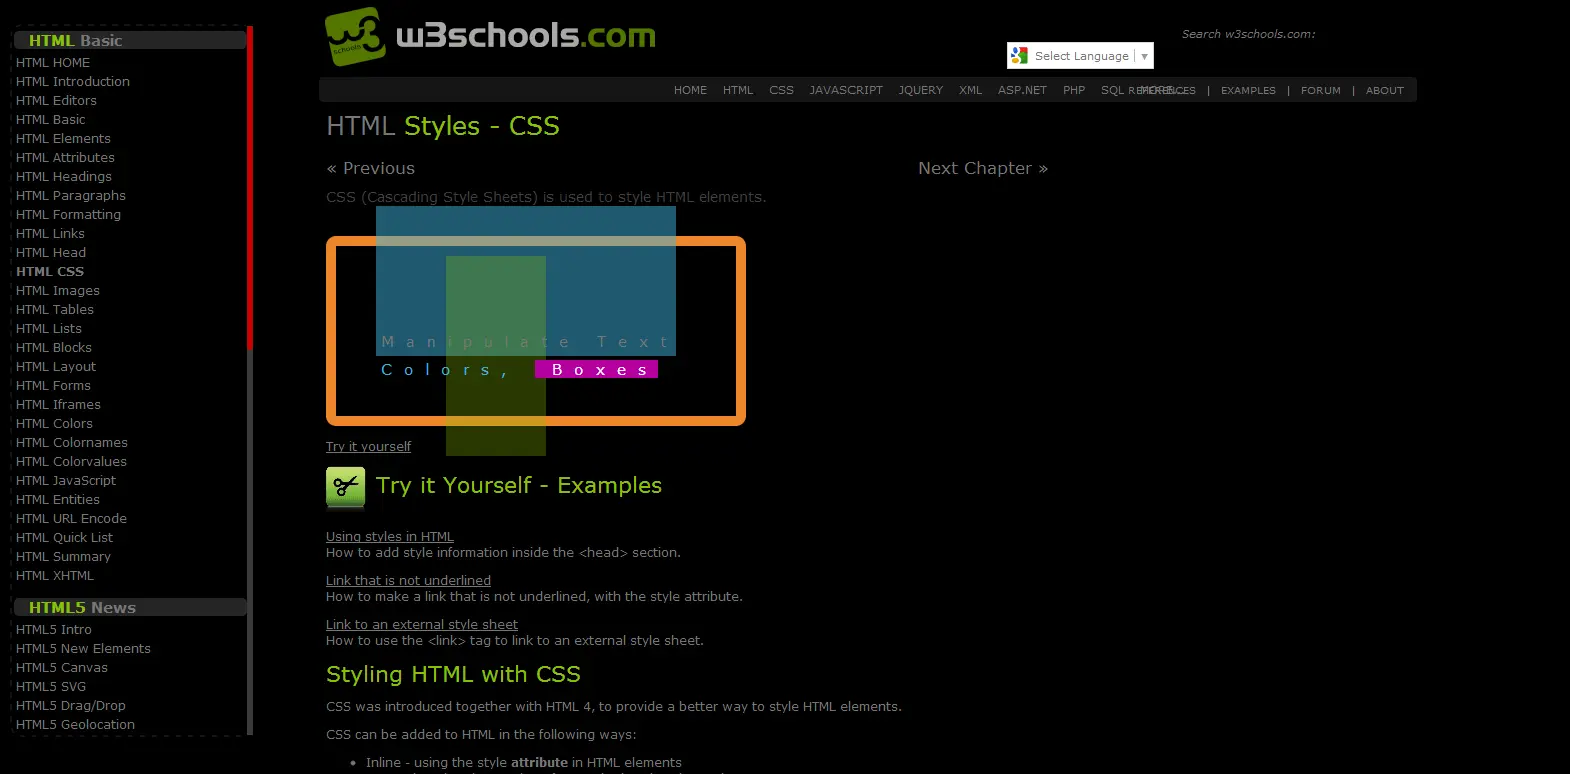 HTML Basic
HTML HOME
HTML Introduction
HTML Editors
HTML Basic
HTML Elements
HTML Attributes
HTML Headings
HTML Paragraphs
HTML Formatting
HTML Links
HTML Head
HTML CSS
HTML Images
HTML Tables
HTML Lists
HTML Blocks
HTML Layout
HTML Forms
HTML Iframes
HTML Colors
HTML Colornames
HTML Colorvalues
HTML JavaScript
HTML Entities
HTML URL Encode
HTML Quick List
HTML Summary
HTML XHTML
HTML5 News
HTML5 Intro
HTML5 New Elements
HTML5 Canvas
HTML5 SVG
HTML5 Drag/Drop
HTML5 Geolocation
w3 schools w3schools.com
Search w3schools.com:
Select Language
HOME HTML CSS JAVASCRIPT JQUERY XML ASP.NET PHP SQL MORE... REFERENCES | EXAMPLES | FORUM | ABOUT
HTML Styles - CSS
« Previous Next Chapter »
CSS (Cascading Style Sheets) is used to style HTML elements.
Manipulate Text
Colors, Boxes
Try it yourself
Try it Yourself - Examples
Using styles in HTML
How to add style information inside the <head> section.
Link that is not underlined
How to make a link that is not underlined, with the style attribute.
Link to an external style sheet
How to use the <link> tag to link to an external style sheet.
Styling HTML with CSS
CSS was introduced together with HTML 4, to provide a better way to style HTML elements.
CSS can be added to HTML in the following ways:
• Inline - using the style attribute in HTML elements